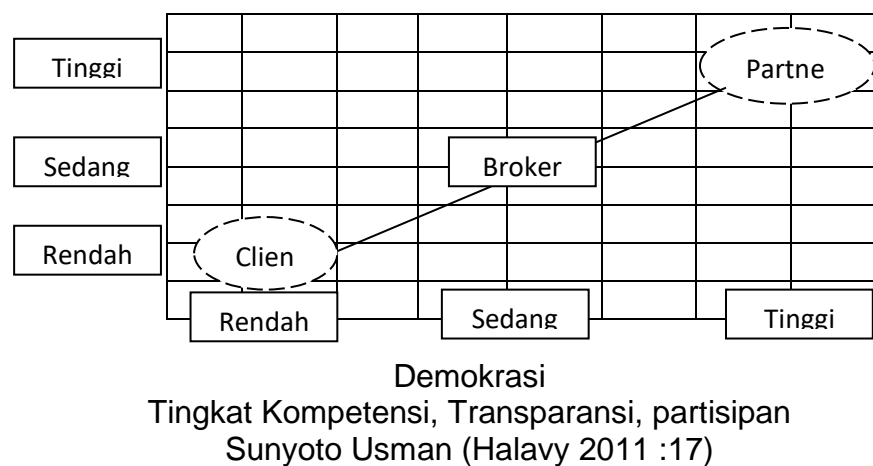 Tinggi
Partne
Sedang
Broker
Rendah
Clien
Rendah
Sedang
Tinggi
Demokrasi
Tingkat Kompetensi, Transparansi, partisipan
Sunyoto Usman (Halavy 2011 :17)